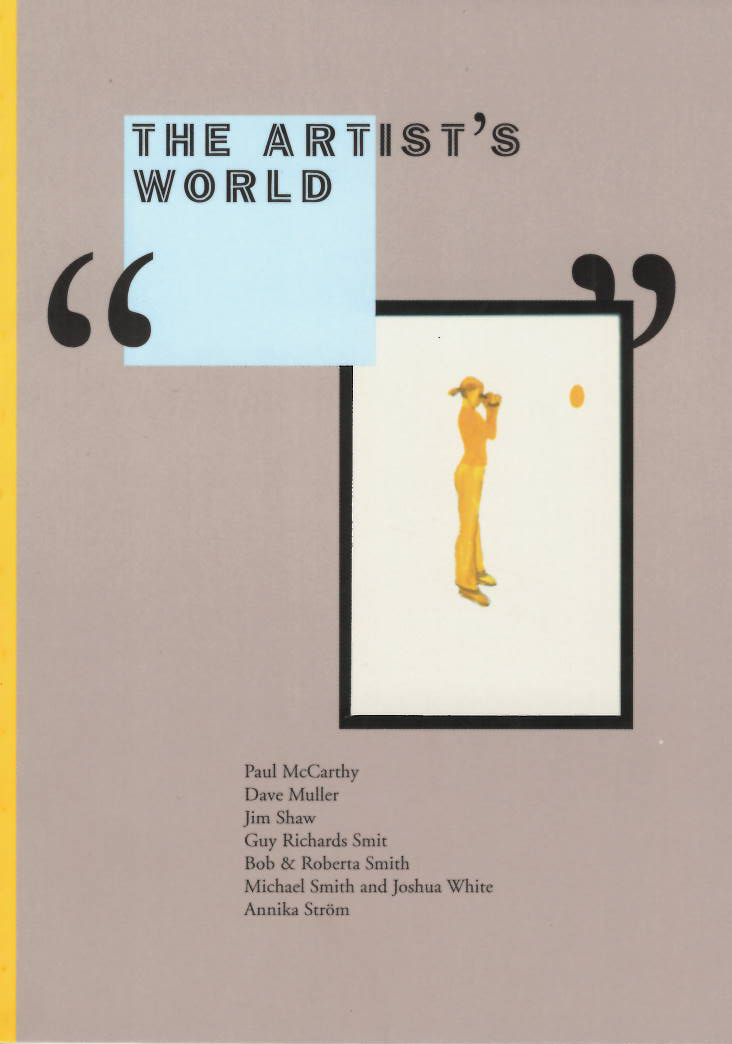 THE ARTIST'S
WORLD
“ ”
Paul McCarthy
Dave Muller
Jim Shaw
Guy Richards Smit
Bob & Roberta Smith
Michael Smith and Joshua White
Annika Ström